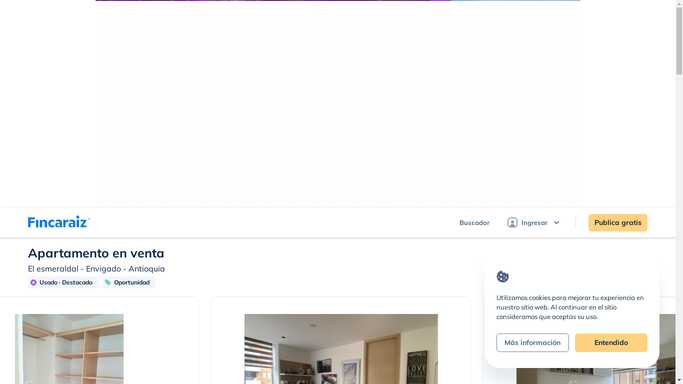 Fincaraiz
Buscador
Ingresar
Publica gratis
Apartamento en venta
El esmeraldal - Envigado - Antioquia
Usado · Destacado
Oportunidad
Utilizamos cookies para mejorar tu experiencia en
nuestro sitio web. Al continuar en el sitio
consideramos que aceptas su uso.
Más información
Entendido
LOVE